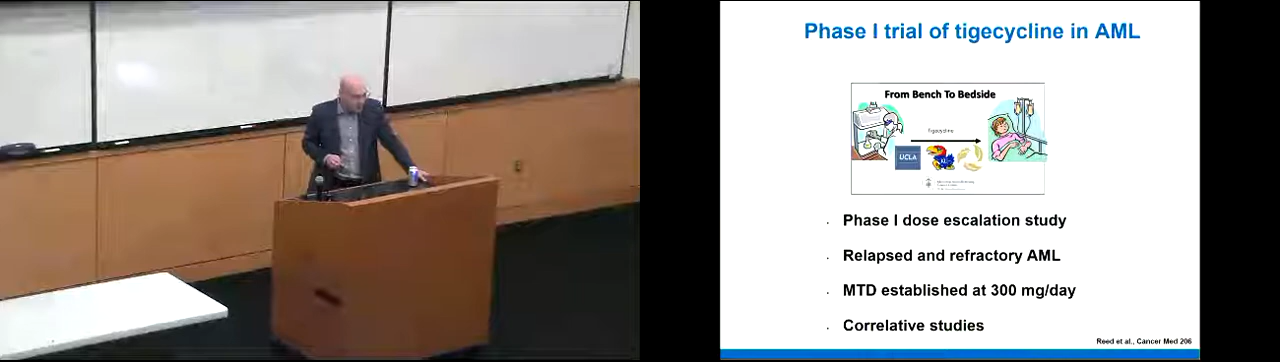 Phase I trial of tigecycline in AML
From Bench To Bedside
Tigecycline
UCLA
KU
· Phase I dose escalation study
· Relapsed and refractory AML
· MTD established at 300 mg/day
· Correlative studies
Reed et al., Cancer Med 206